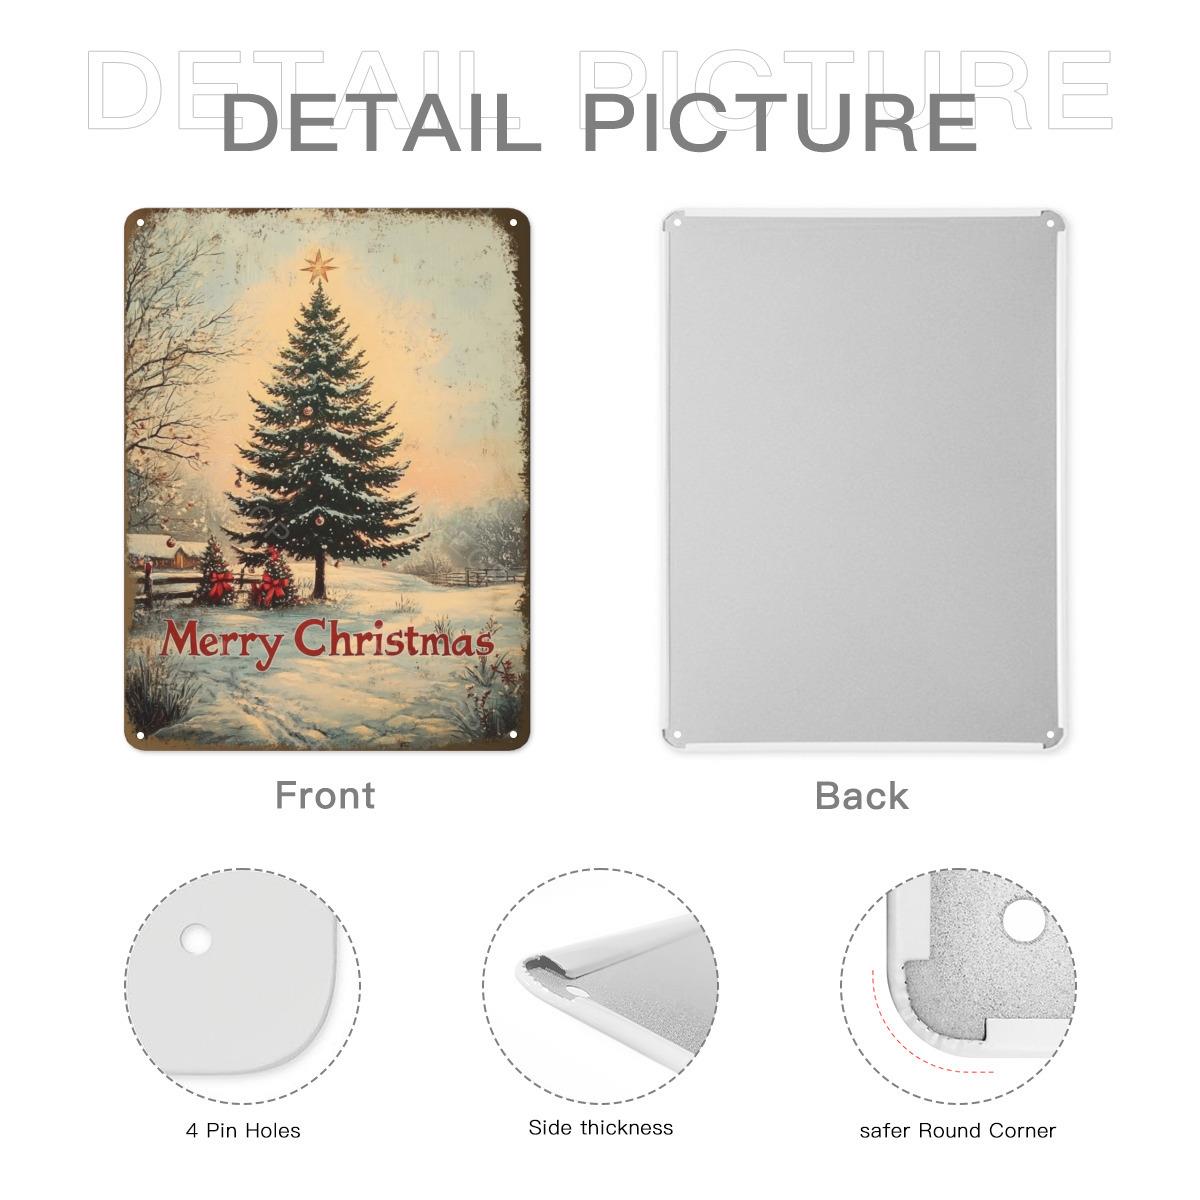 DETAIL PICTURE
DETAIL PICTURE
Merry Christmas
Front
Back
4 Pin Holes
Side thickness
safer Round Corner